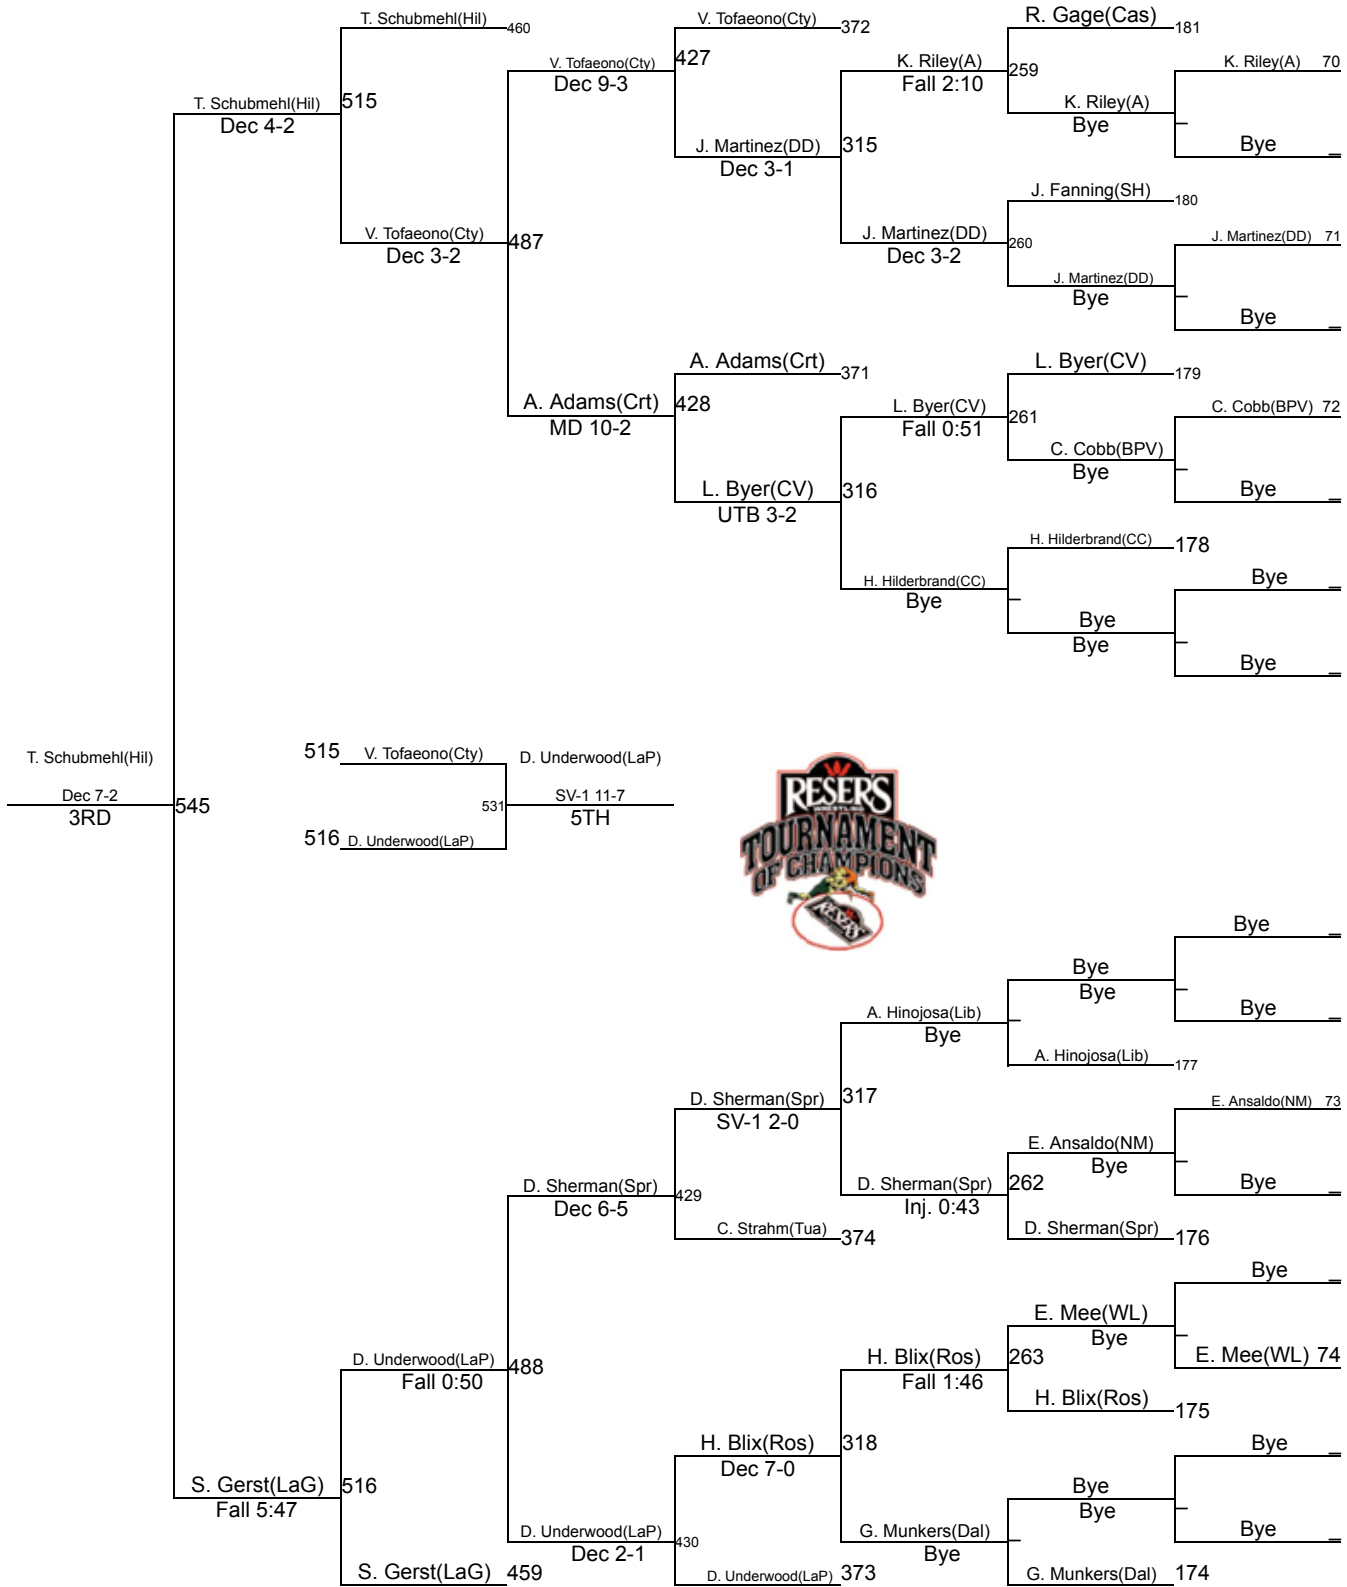 T. Schubmehl(Hil) 460
V. Tofaeono(Cty) 372
R. Gage(Cas) 181
V. Tofaeono(Cty) 427
Dec 9-3
K. Riley(A) 259
Fall 2:10
K. Riley(A) 70
T. Schubmehl(Hil) 515
Dec 4-2
K. Riley(A)
Bye
J. Martinez(DD) 315
Dec 3-1
Bye _
J. Fanning(SH) 180
V. Tofaeono(Cty) 487
Dec 3-2
J. Martinez(DD) 260
Dec 3-2
J. Martinez(DD) 71
J. Martinez(DD)
Bye
Bye _
A. Adams(Crt) 371
L. Byer(CV) 179
A. Adams(Crt) 428
MD 10-2
L. Byer(CV) 261
Fall 0:51
C. Cobb(BPV) 72
C. Cobb(BPV)
Bye
L. Byer(CV) 316
UTB 3-2
Bye _
H. Hilderbrand(CC) 178
H. Hilderbrand(CC)
Bye
Bye _
Bye
Bye
Bye _
T. Schubmehl(Hil)
Dec 7-2 545
3RD
515 V. Tofaeono(Cty)
D. Underwood(LaP)
531 SV-1 11-7
5TH
516 D. Underwood(LaP)
RESER'S
WRESTLING
TOURNAMENT
OF CHAMPIONS
RESER'S
Bye _
Bye
Bye
A. Hinojosa(Lib)
Bye
Bye _
A. Hinojosa(Lib) 177
D. Sherman(Spr) 317
SV-1 2-0
E. Ansaldo(NM) 73
E. Ansaldo(NM)
Bye
D. Sherman(Spr) 429
Dec 6-5
D. Sherman(Spr) 262
Inj. 0:43
Bye _
C. Strahm(Tua) 374
D. Sherman(Spr) 176
Bye _
E. Mee(WL)
Bye
D. Underwood(LaP) 488
Fall 0:50
H. Blix(Ros) 263
Fall 1:46
E. Mee(WL) 74
H. Blix(Ros) 175
H. Blix(Ros) 318
Dec 7-0
Bye _
S. Gerst(LaG) 516
Fall 5:47
Bye
Bye
D. Underwood(LaP) 430
Dec 2-1
G. Munkers(Dal)
Bye
Bye _
S. Gerst(LaG) 459
D. Underwood(LaP) 373
G. Munkers(Dal) 174